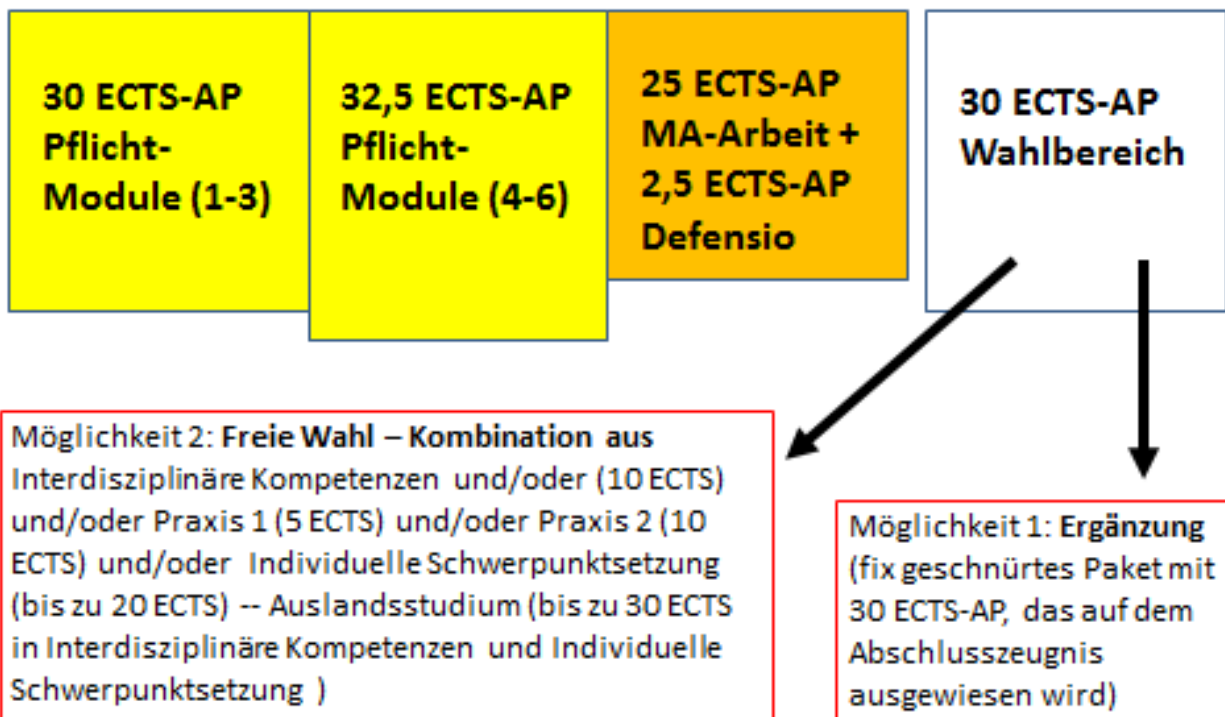 30 ECTS-AP
Pflicht-
Module (1-3)
32,5 ECTS-AP
Pflicht-
Module (4-6)
25 ECTS-AP
MA-Arbeit +
2,5 ECTS-AP
Defensio
30 ECTS-AP
Wahlbereich
Möglichkeit 2: Freie Wahl – Kombination aus
Interdisziplinäre Kompetenzen und/oder (10 ECTS)
und/oder Praxis 1 (5 ECTS) und/oder Praxis 2 (10
ECTS) und/oder Individuelle Schwerpunktsetzung
(bis zu 20 ECTS) -- Auslandsstudium (bis zu 30 ECTS
in Interdisziplinäre Kompetenzen und Individuelle
Schwerpunktsetzung )
Möglichkeit 1: Ergänzung
(fix geschnürtes Paket mit
30 ECTS-AP, das auf dem
Abschlusszeugnis
ausgewiesen wird)